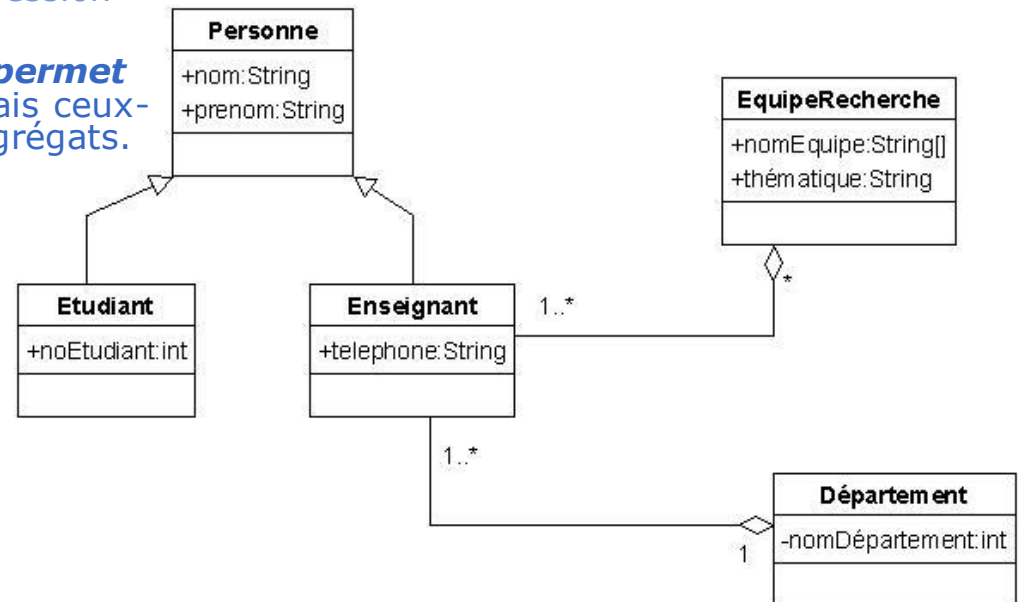 ession
permet
ais ceux-
grégats.
Personne
+nom:String
+prenom:String
EquipeRecherche
+nomEquipe:String[]
+thématique:String
*
Etudiant
+noEtudiant:int
Enseignant
+telephone:String
1..*
1..*
Département
-nomDépartement:int
1